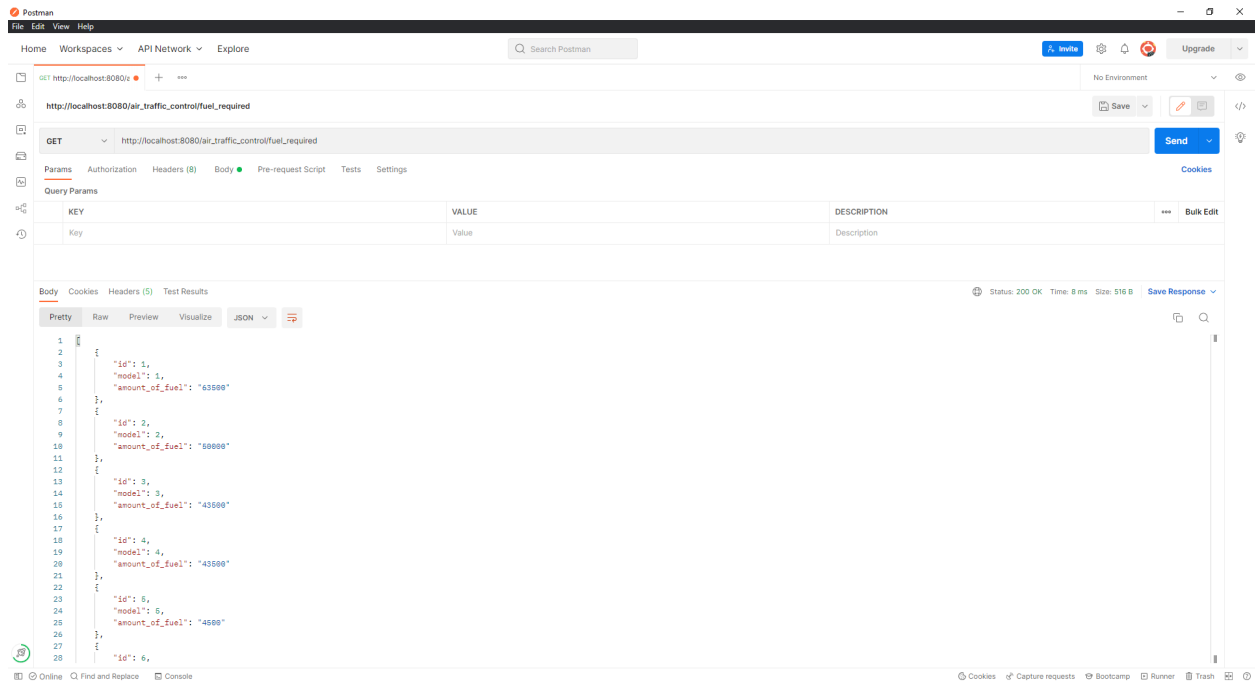 Postman
File Edit View Help
Home Workspaces API Network Explore Search Postman Invite Upgrade
GET http://localhost:8080/a No Environment
http://localhost:8080/air_traffic_control/fuel_required Save
GET http://localhost:8080/air_traffic_control/fuel_required Send
Params Authorization Headers (8) Body Pre-request Script Tests Settings Cookies
Query Params
KEY VALUE DESCRIPTION Bulk Edit
Key Value Description
Body Cookies Headers (5) Test Results Status: 200 OK Time: 8 ms Size: 516 B Save Response
Pretty Raw Preview Visualize JSON
1 [
2 {
3 "id": 1,
4 "model": 1,
5 "amount_of_fuel": "63500"
6 },
7 {
8 "id": 2,
9 "model": 2,
10 "amount_of_fuel": "50000"
11 },
12 {
13 "id": 3,
14 "model": 3,
15 "amount_of_fuel": "43500"
16 },
17 {
18 "id": 4,
19 "model": 4,
20 "amount_of_fuel": "43500"
21 },
22 {
23 "id": 5,
24 "model": 5,
25 "amount_of_fuel": "4500"
26 },
27 {
28 "id": 6,
Online Find and Replace Console Cookies Capture requests Bootcamp Runner Trash